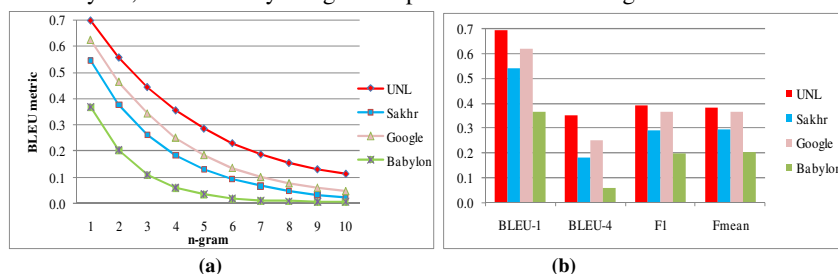 0.7
0.6
0.5
0.4
0.3
0.2
0.1
0.0
BLEU metric
1 2 3 4 5 6 7 8 9 10
n-gram
UNL
Sakhr
Google
Babylon
(a)
0.7
0.6
0.5
0.4
0.3
0.2
0.1
0.0
BLEU-1 BLEU-4 F1 Fmean
UNL
Sakhr
Google
Babylon
(b)